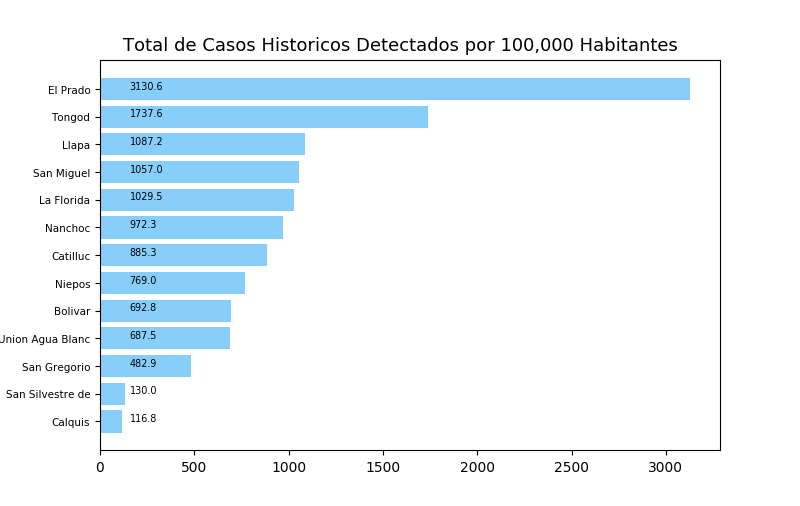 Total de Casos Historicos Detectados por 100,000 Habitantes
El Prado 3130.6
Tongod 1737.6
Llapa 1087.2
San Miguel 1057.0
La Florida 1029.5
Nanchoc 972.3
Catilluc 885.3
Niepos 769.0
Bolivar 692.8
Union Agua Blanc 687.5
San Gregorio 482.9
San Silvestre de 130.0
Calquis 116.8
0 500 1000 1500 2000 2500 3000